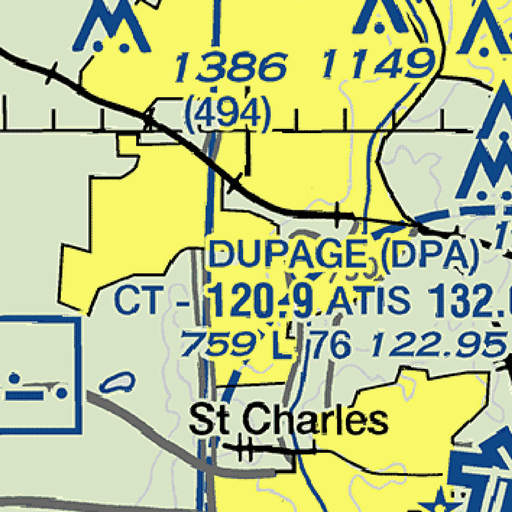 1386 1149
(494)
DUPAGE (DPA)
CT - 120.9 ATIS 132.
759 L 76 122.95
St Charles